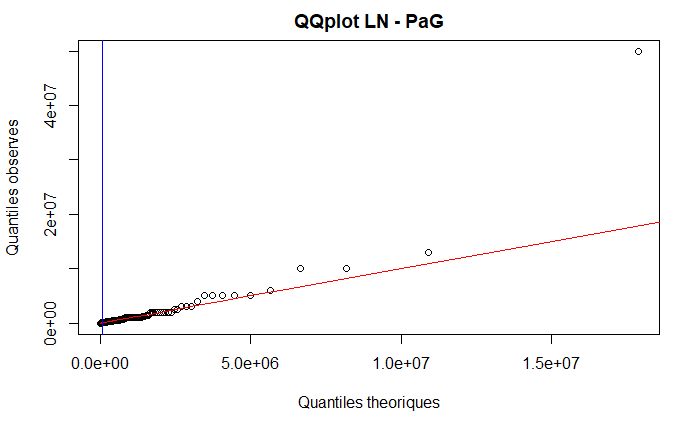 QQplot LN - PaG
Quantiles observes
4e+07
2e+07
0e+00
0.0e+00 5.0e+06 1.0e+07 1.5e+07
Quantiles theoriques